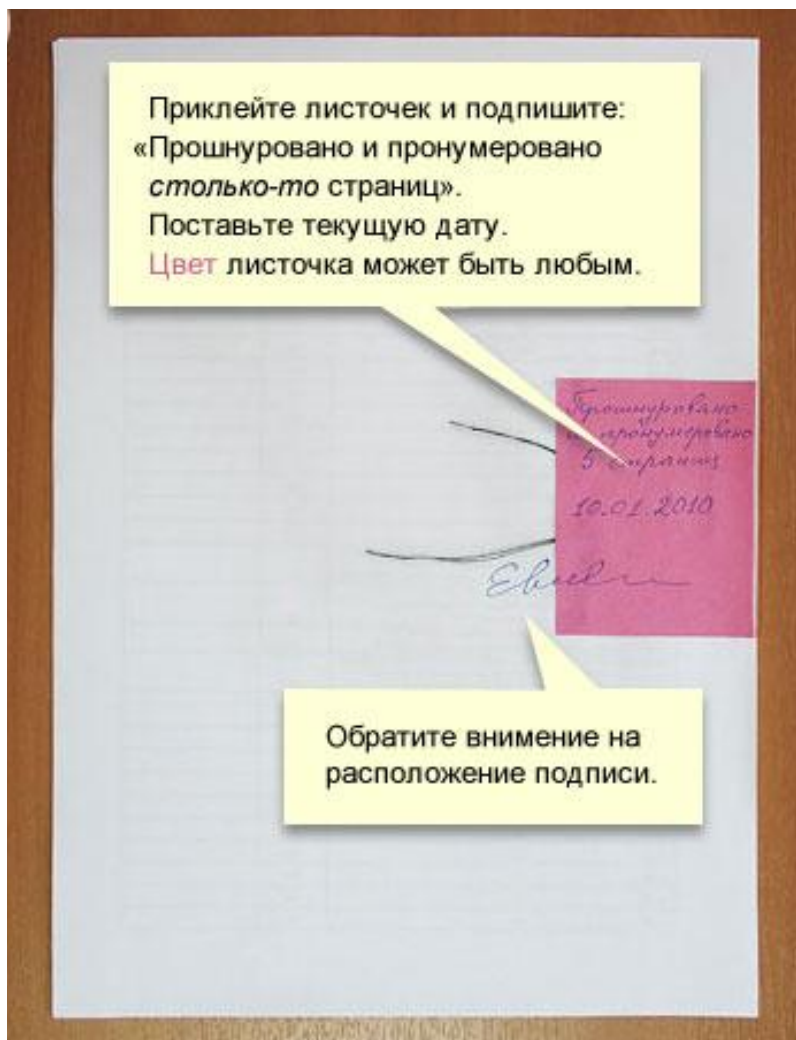 Приклейте листочек и подпишите:
«Прошнуровано и пронумеровано
столько-то страниц».
Поставьте текущую дату.
Цвет листочка может быть любым.
Прошнуровано
и пронумеровано
5 страниц
10.01.2010
Обратите внимение на
расположение подписи.